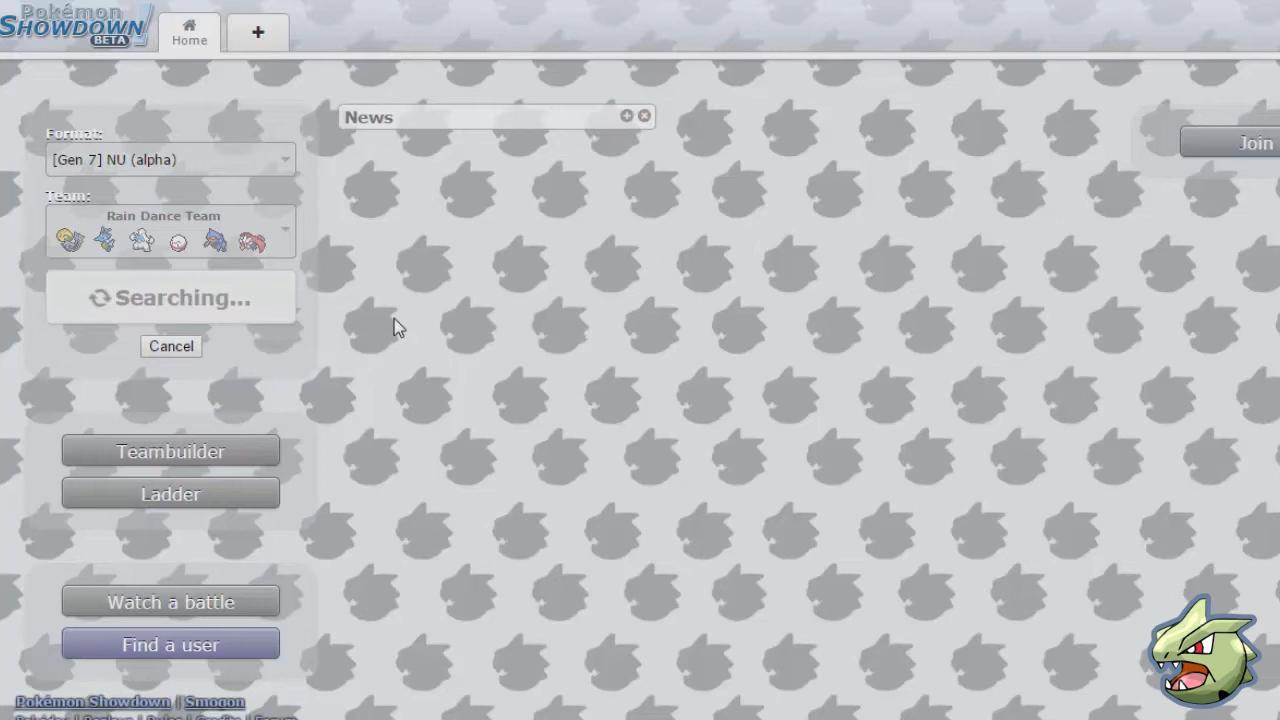 Pokémon
SHOWDOWN!
BETA
Home
+
Format:
[Gen 7] NU (alpha)
Team:
Rain Dance Team
Searching...
Cancel
News
Join
Teambuilder
Ladder
Watch a battle
Find a user
Pokémon Showdown | Smogon